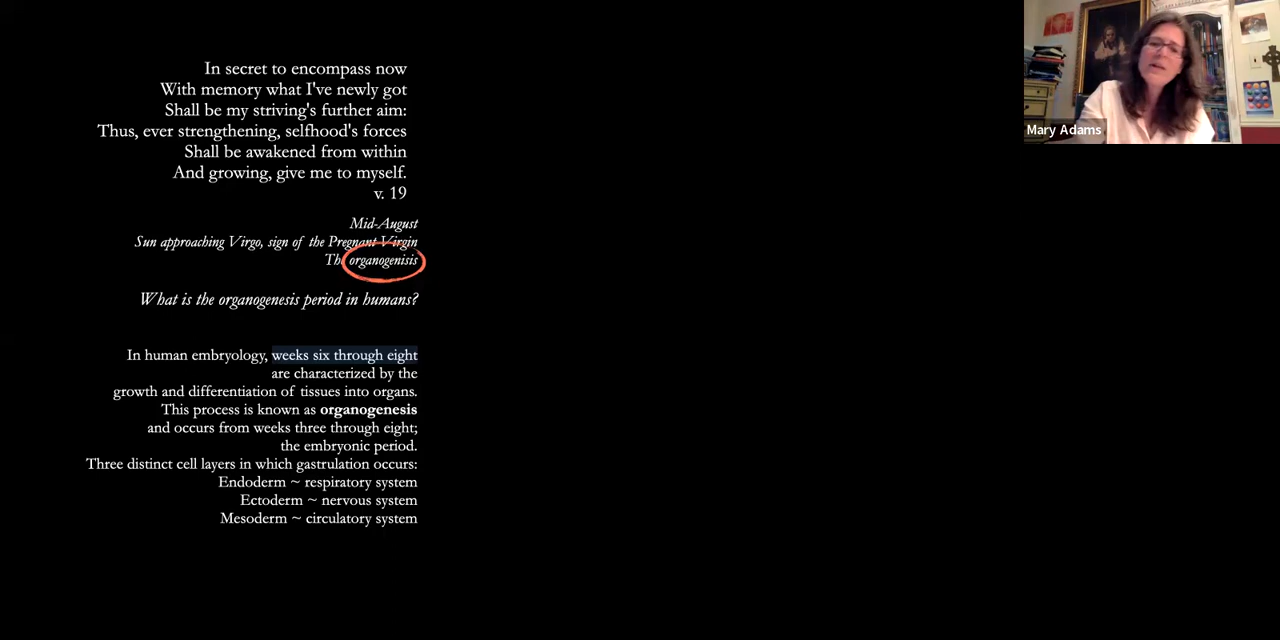 In secret to encompass now
With memory what I've newly got
Shall be my striving's further aim:
Thus, ever strengthening, selfhood's forces
Shall be awakened from within
And growing, give me to myself.
v. 19
Mid-August
Sun approaching Virgo, sign of the Pregnant Virgin
Th organogenisis
What is the organogenesis period in humans?
In human embryology, weeks six through eight
are characterized by the
growth and differentiation of tissues into organs.
This process is known as organogenesis
and occurs from weeks three through eight;
the embryonic period.
Three distinct cell layers in which gastrulation occurs:
Endoderm ~ respiratory system
Ectoderm ~ nervous system
Mesoderm ~ circulatory system
Mary Adams